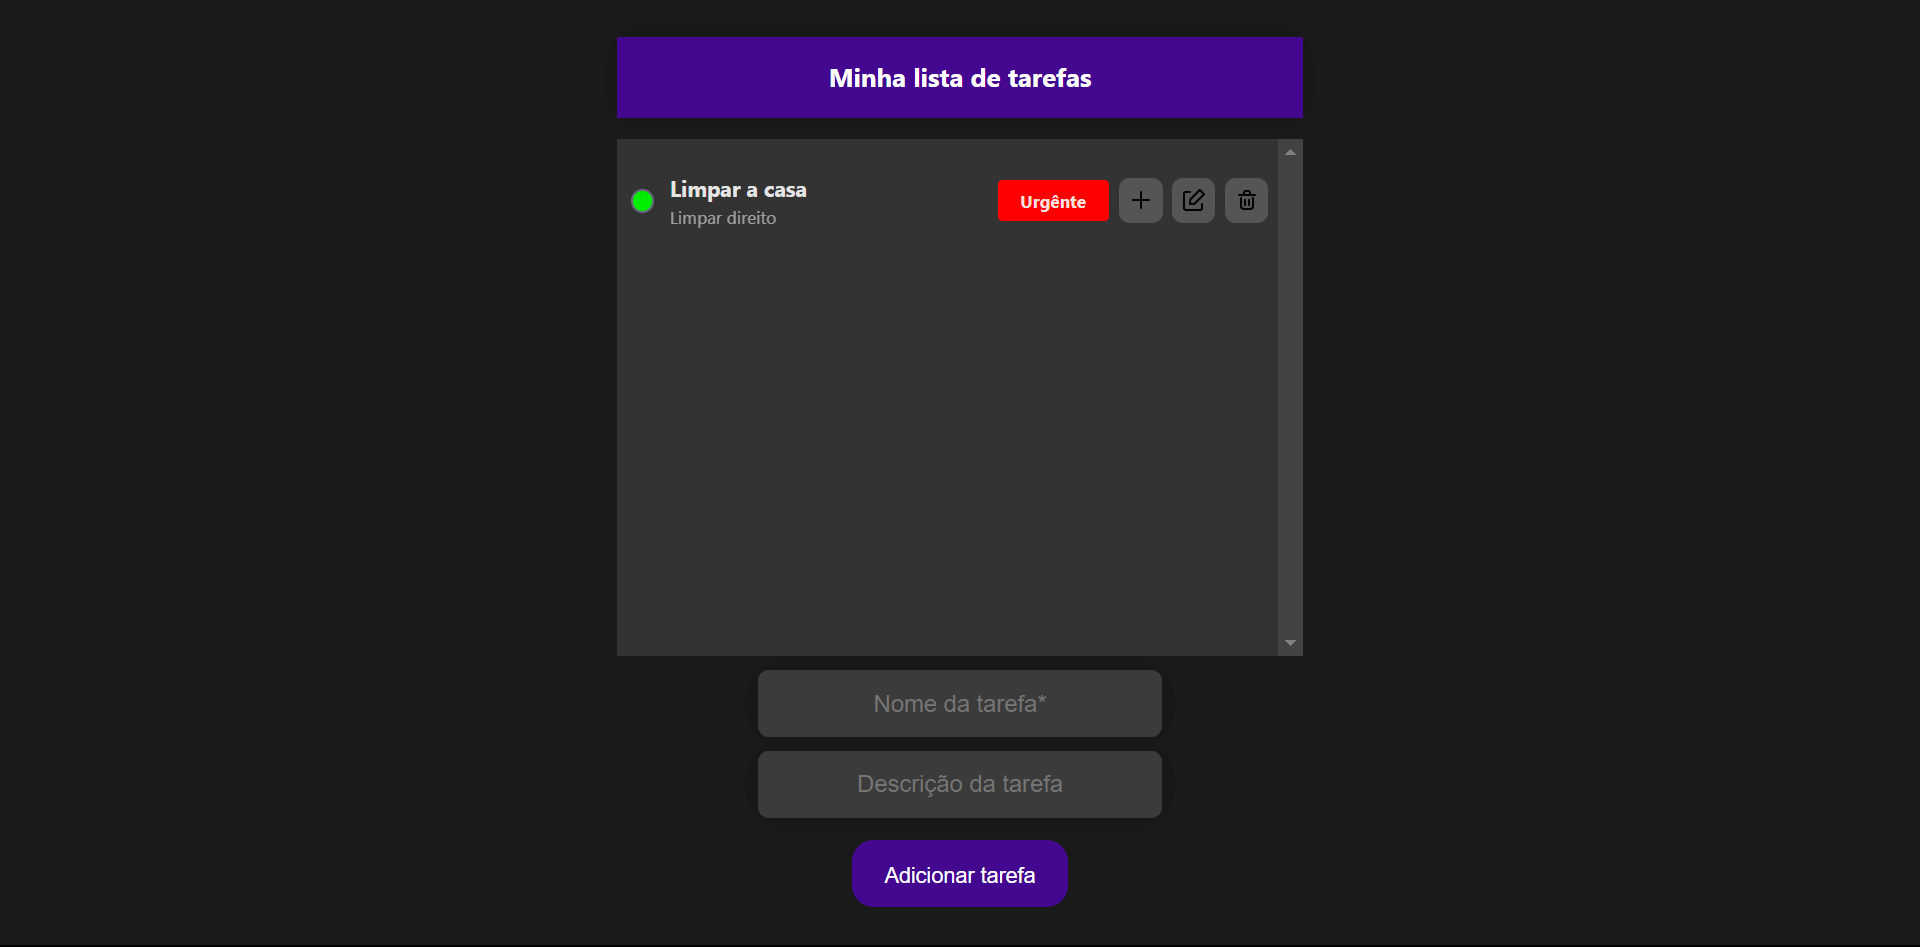 Minha lista de tarefas
Limpar a casa
Limpar direito
Urgênte
Nome da tarefa*
Descrição da tarefa
Adicionar tarefa